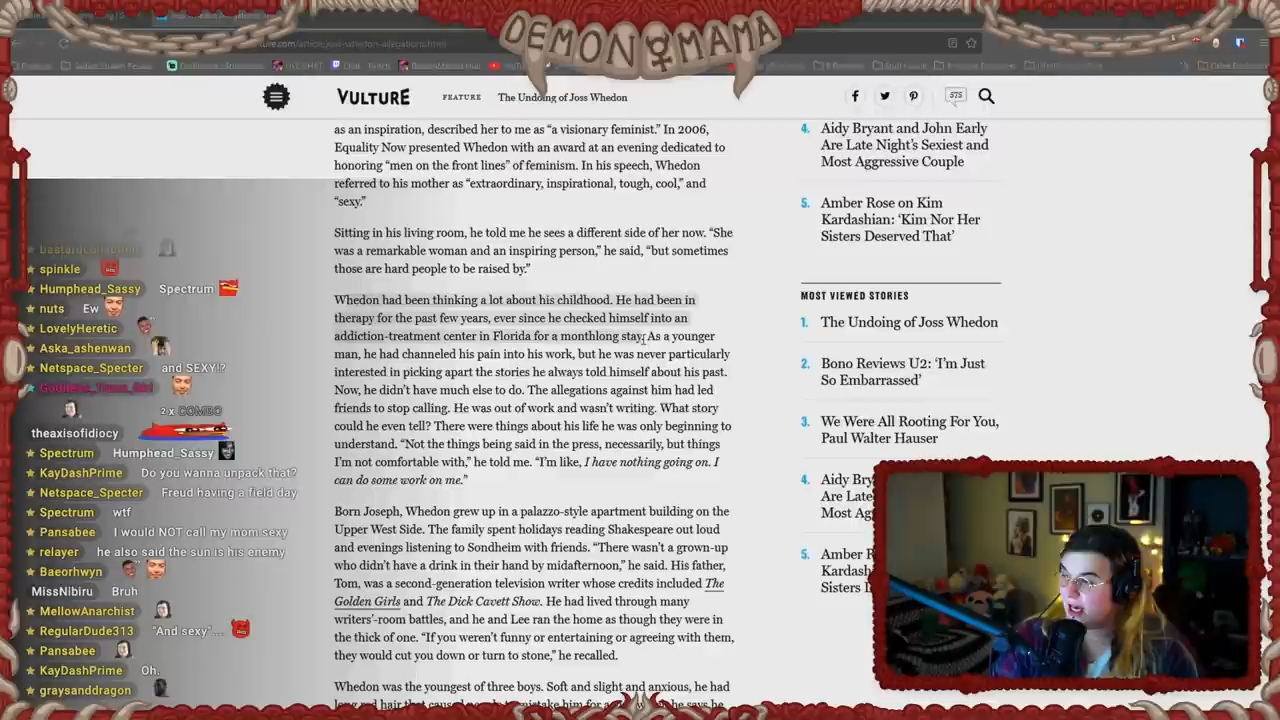 DEMON MAMA
VULTURE
FEATURE
The Undoing of Joss Whedon
575
as an inspiration, described her to me as “a visionary feminist.” In 2006,
Equality Now presented Whedon with an award at an evening dedicated to
honoring “men on the front lines” of feminism. In his speech, Whedon
referred to his mother as “extraordinary, inspirational, tough, cool,” and
“sexy.”
Sitting in his living room, he told me he sees a different side of her now. “She
was a remarkable woman and an inspiring person,” he said, “but sometimes
those are hard people to be raised by.”
Whedon had been thinking a lot about his childhood. He had been in
therapy for the past few years, ever since he checked himself into an
addiction-treatment center in Florida for a monthlong stay. As a younger
man, he had channeled his pain into his work, but he was never particularly
interested in picking apart the stories he always told himself about his past.
Now, he didn’t have much else to do. The allegations against him had led
friends to stop calling. He was out of work and wasn’t writing. What story
could he even tell? There were things about his life he was only beginning to
understand. “Not the things being said in the press, necessarily, but things
I’m not comfortable with,” he told me. “I’m like, I have nothing going on. I
can do some work on me.”
Born Joseph, Whedon grew up in a palazzo-style apartment building on the
Upper West Side. The family spent holidays reading Shakespeare out loud
and evenings listening to Sondheim with friends. “There wasn’t a grown-up
who didn’t have a drink in their hand by midafternoon,” he said. His father,
Tom, was a second-generation television writer whose credits included The
Golden Girls and The Dick Cavett Show. He had lived through many
writers’-room battles, and he and Lee ran the home as though they were in
the thick of one. “If you weren’t funny or entertaining or agreeing with them,
they would cut you down or turn to stone,” he recalled.
Whedon was the youngest of three boys. Soft and slight and anxious, he had
4. Aidy Bryant and John Early
Are Late Night’s Sexiest and
Most Aggressive Couple
5. Amber Rose on Kim
Kardashian: ‘Kim Nor Her
Sisters Deserved That’
MOST VIEWED STORIES
1. The Undoing of Joss Whedon
2. Bono Reviews U2: ‘I’m Just
So Embarrassed’
3. We Were All Rooting For You,
Paul Walter Hauser
4. Aidy Bry
Are Late
Most Ag
5. Amber R
Kardash
Sisters D
spinkle
Humphead_Sassy Spectrum
nuts Ew
LovelyHeretic
Aska_ashenwan
Netspace_Specter and SEXY!?
2 x COMBO
theaxisofidiocy
Spectrum Humphead_Sassy
KayDashPrime Do you wanna unpack that?
Netspace_Specter Freud having a field day
Spectrum wtf
Pansabee I would NOT call my mom sexy
relayer he also said the sun is his enemy
Baeorhwyn
MissNibiru Bruh
MellowAnarchist
RegularDude313 "And sexy"...
Pansabee
KayDashPrime Oh.
graysanddragon